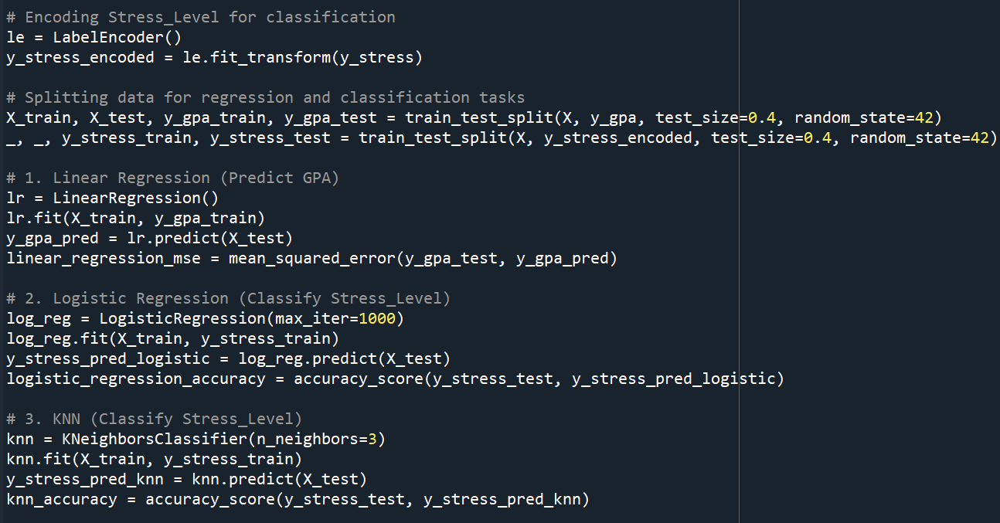 # Encoding Stress_Level for classification
le = LabelEncoder()
y_stress_encoded = le.fit_transform(y_stress)
# Splitting data for regression and classification tasks
X_train, X_test, y_gpa_train, y_gpa_test = train_test_split(X, y_gpa, test_size=0.4, random_state=42)
_, _, y_stress_train, y_stress_test = train_test_split(X, y_stress_encoded, test_size=0.4, random_state=42)
# 1. Linear Regression (Predict GPA)
lr = LinearRegression()
lr.fit(X_train, y_gpa_train)
y_gpa_pred = lr.predict(X_test)
linear_regression_mse = mean_squared_error(y_gpa_test, y_gpa_pred)
# 2. Logistic Regression (Classify Stress_Level)
log_reg = LogisticRegression(max_iter=1000)
log_reg.fit(X_train, y_stress_train)
y_stress_pred_logistic = log_reg.predict(X_test)
logistic_regression_accuracy = accuracy_score(y_stress_test, y_stress_pred_logistic)
# 3. KNN (Classify Stress_Level)
knn = KNeighborsClassifier(n_neighbors=3)
knn.fit(X_train, y_stress_train)
y_stress_pred_knn = knn.predict(X_test)
knn_accuracy = accuracy_score(y_stress_test, y_stress_pred_knn)